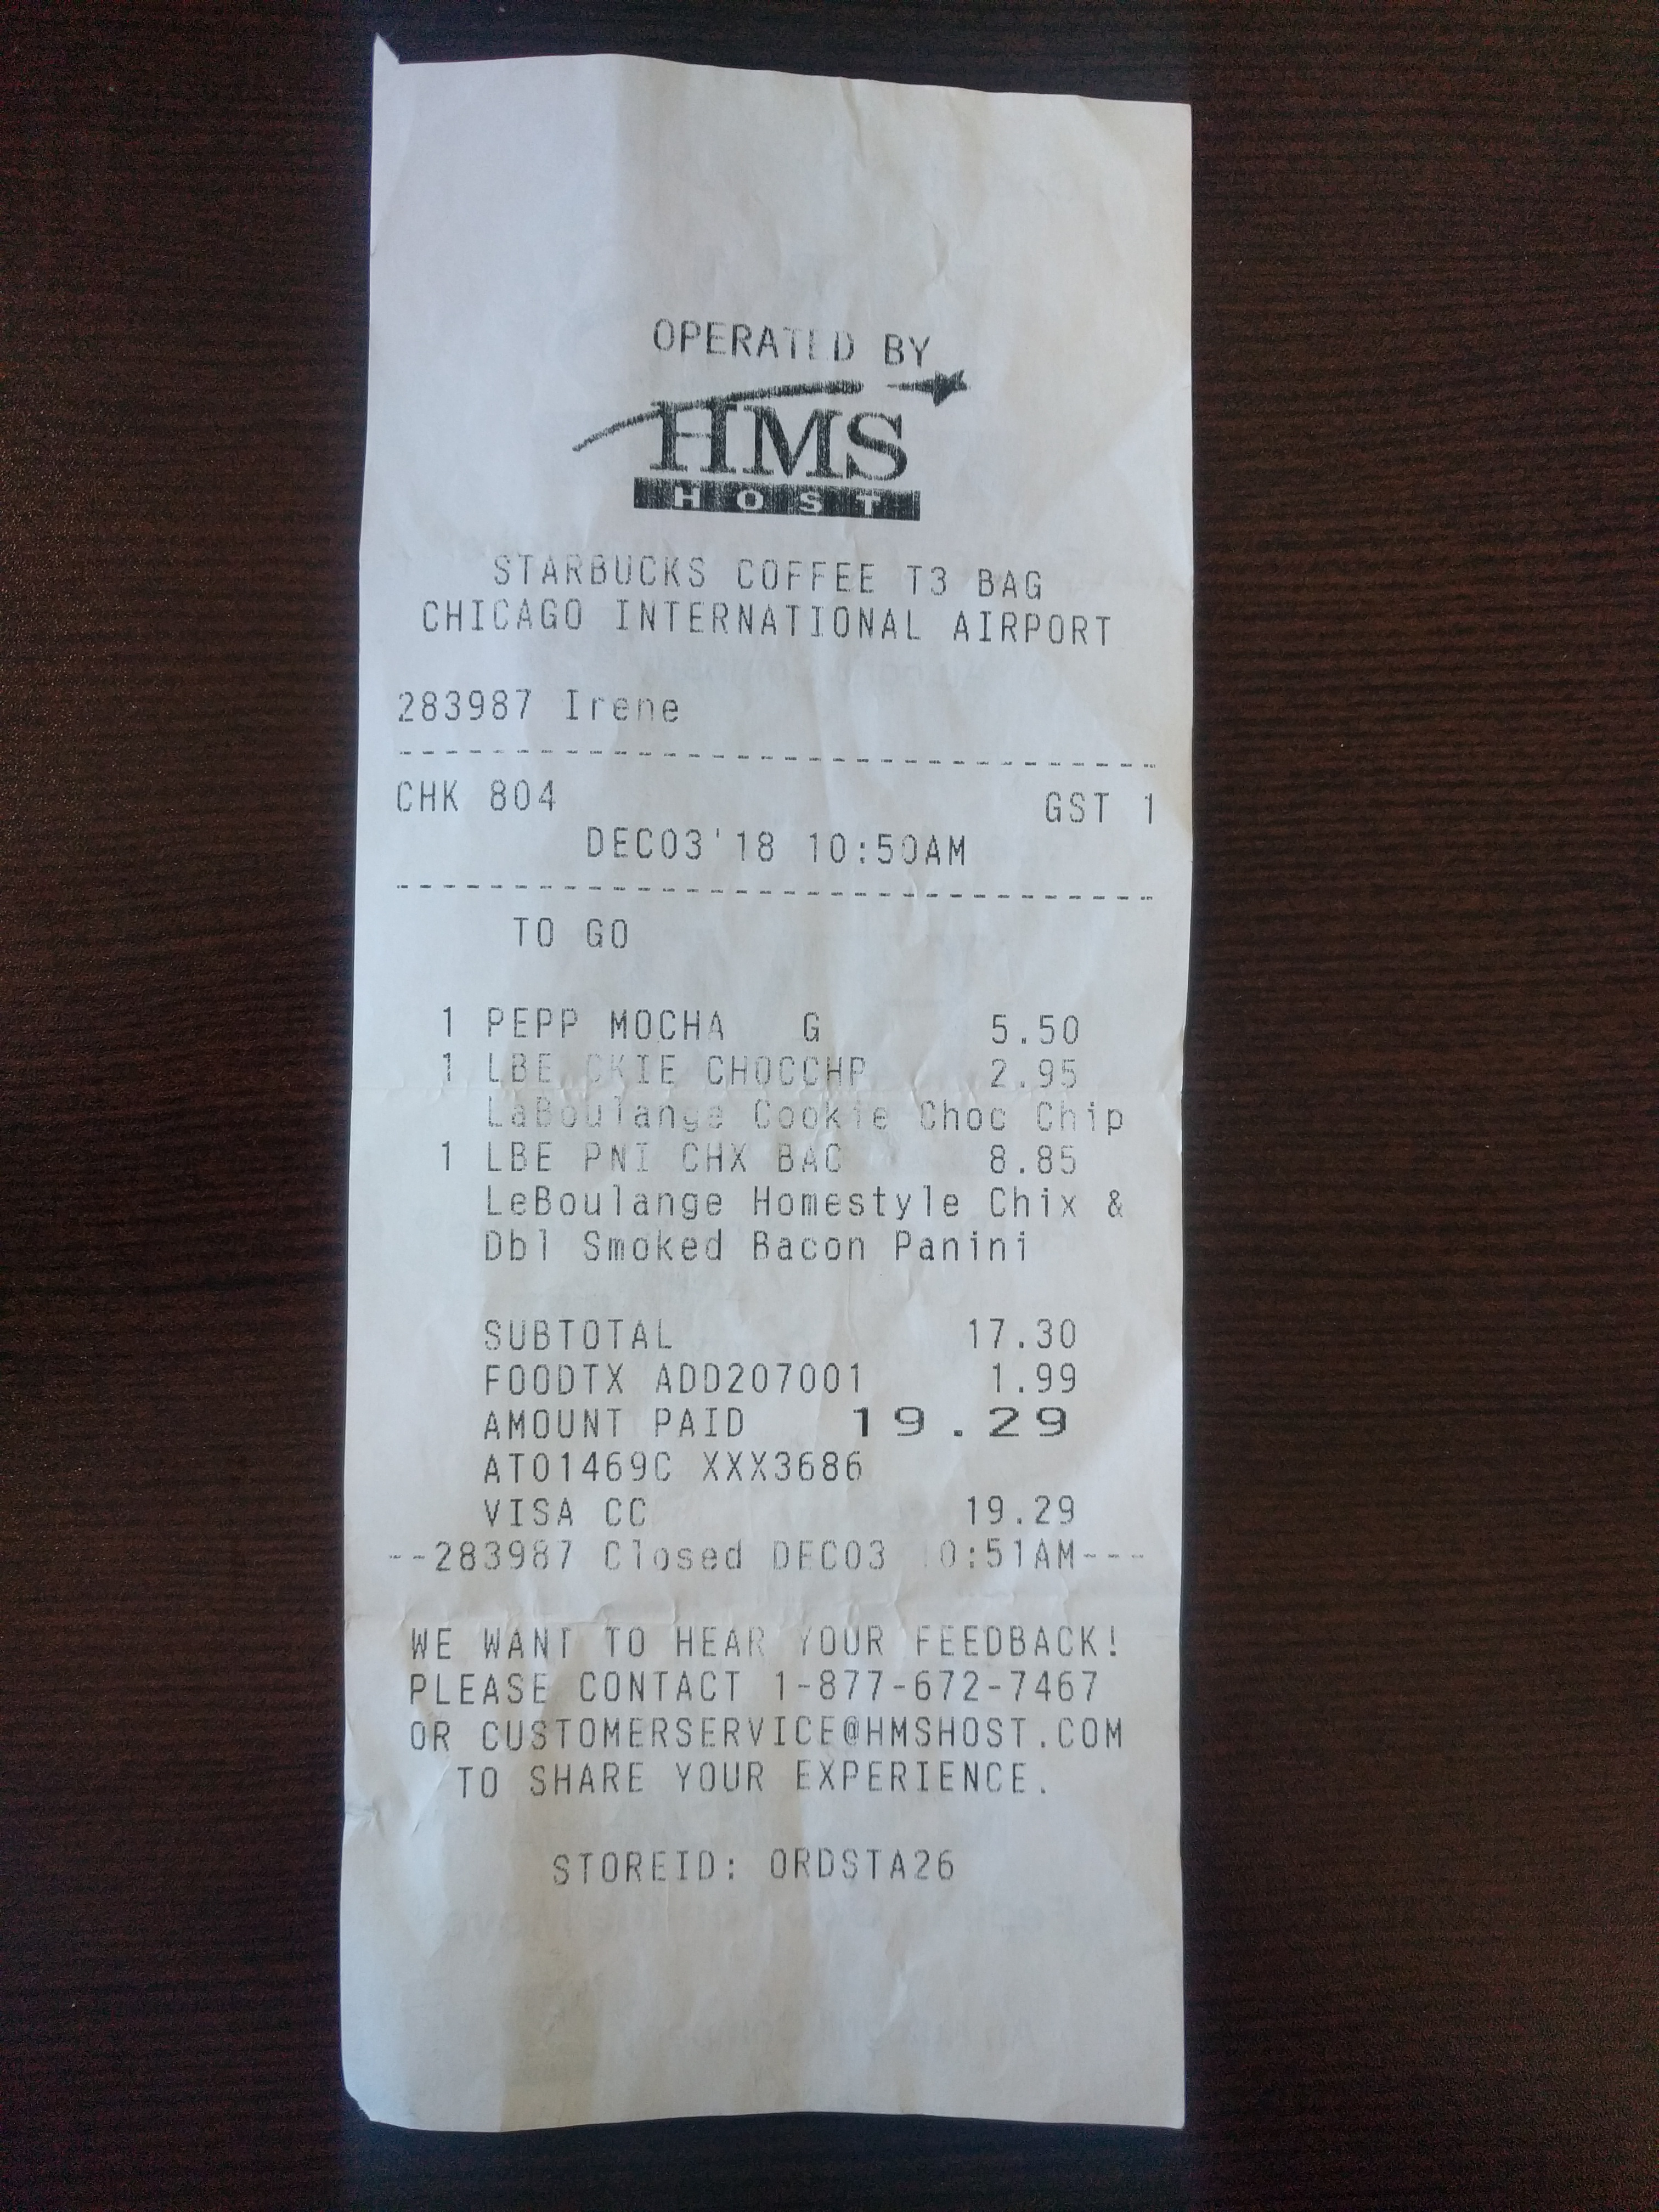 OPERATED BY
HMS
HOST
STARBUCKS COFFEE T3 BAG
CHICAGO INTERNATIONAL AIRPORT
283987 Irene
CHK 804 GST 1
DEC03'18 10:50AM
TO GO
1 PEPP MOCHA G 5.50
1 LBE CKIE CHOCCHP 2.95
LaBoulange Cookie Choc Chip
1 LBE PNI CHX BAC 8.85
LeBoulange Homestyle Chix &
Dbl Smoked Bacon Panini
SUBTOTAL 17.30
FOODTX ADD207001 1.99
AMOUNT PAID 19.29
AT01469C XXX3686
VISA CC 19.29
--283987 Closed DEC03 10:51AM---
WE WANT TO HEAR YOUR FEEDBACK!
PLEASE CONTACT 1-877-672-7467
OR CUSTOMERSERVICE@HMSHOST.COM
TO SHARE YOUR EXPERIENCE.
STOREID: ORDSTA26